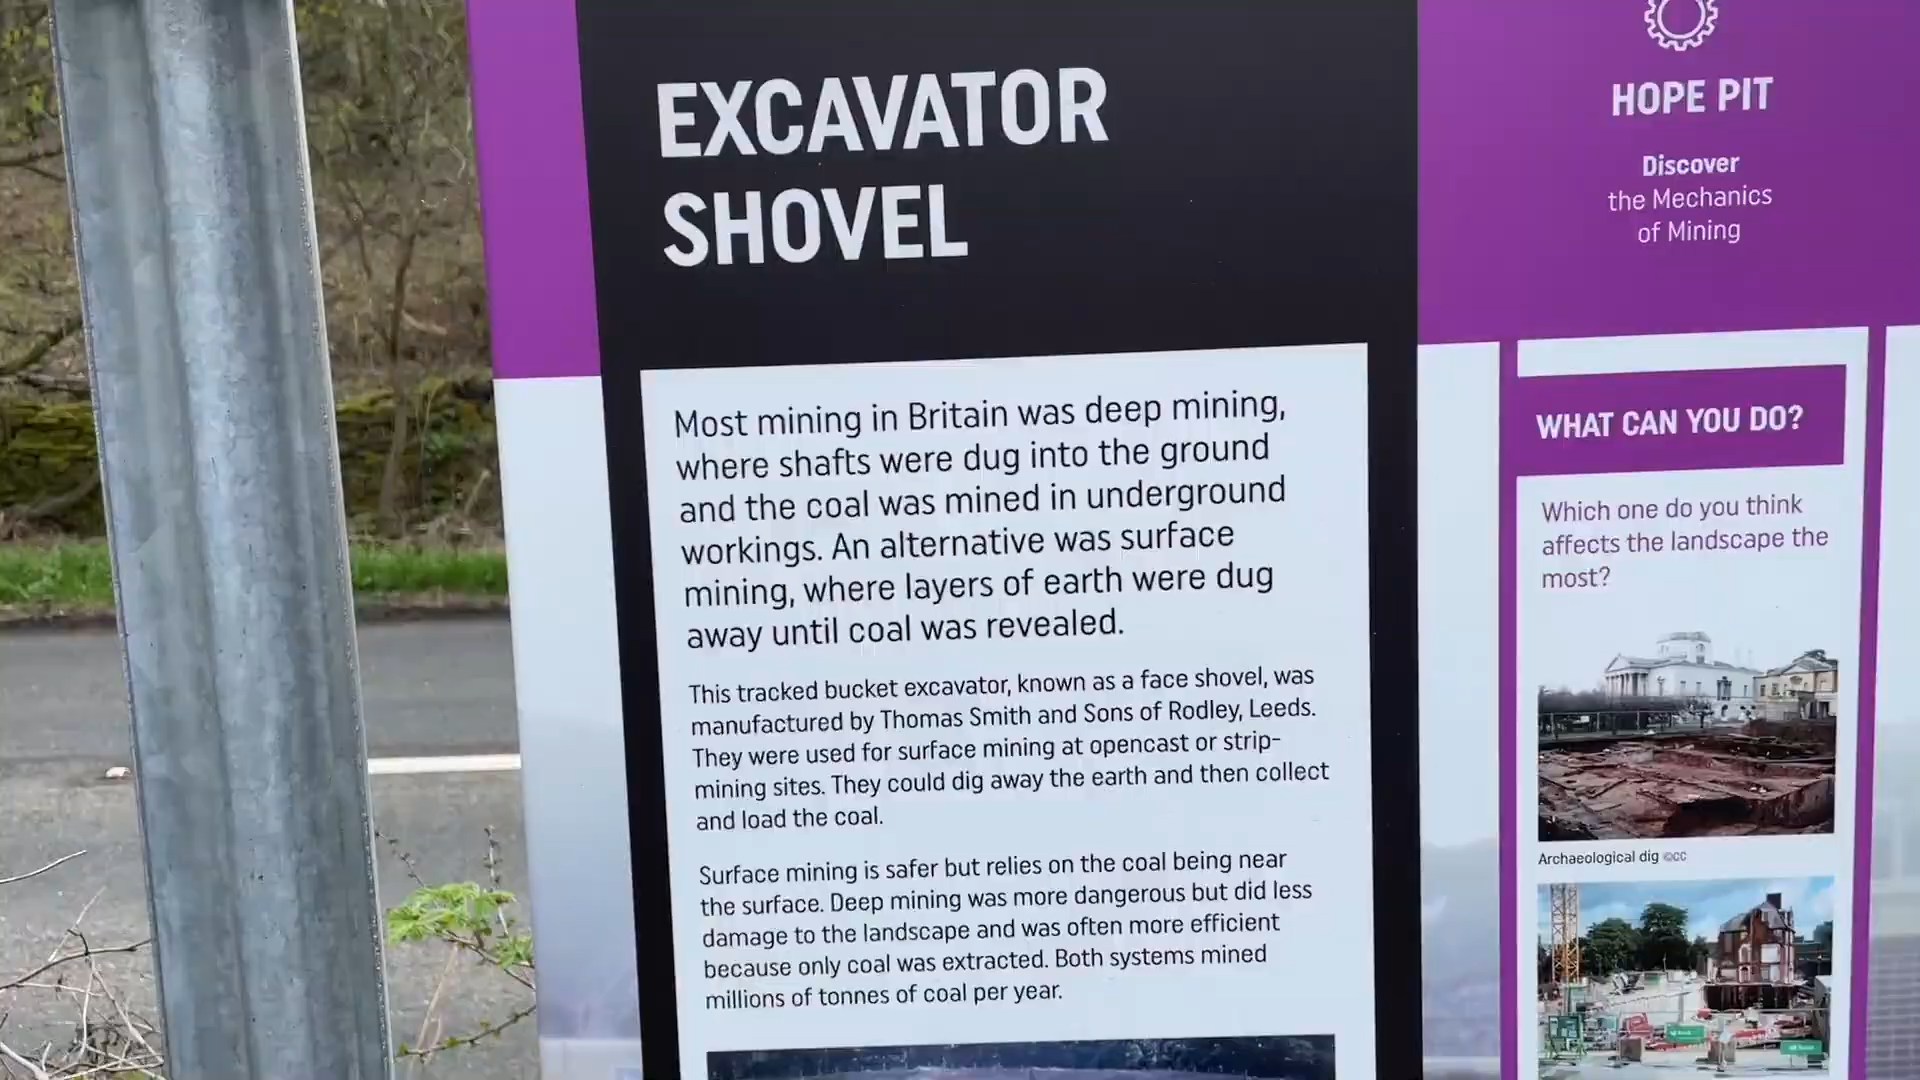 EXCAVATOR
SHOVEL
Most mining in Britain was deep mining,
where shafts were dug into the ground
and the coal was mined in underground
workings. An alternative was surface
mining, where layers of earth were dug
away until coal was revealed.
This tracked bucket excavator, known as a face shovel, was
manufactured by Thomas Smith and Sons of Rodley, Leeds.
They were used for surface mining at opencast or strip-
mining sites. They could dig away the earth and then collect
and load the coal.
Surface mining is safer but relies on the coal being near
the surface. Deep mining was more dangerous but did less
damage to the landscape and was often more efficient
because only coal was extracted. Both systems mined
millions of tonnes of coal per year.
HOPE PIT
Discover
the Mechanics
of Mining
WHAT CAN YOU DO?
Which one do you think
affects the landscape the
most?
Archaeological dig ©CC